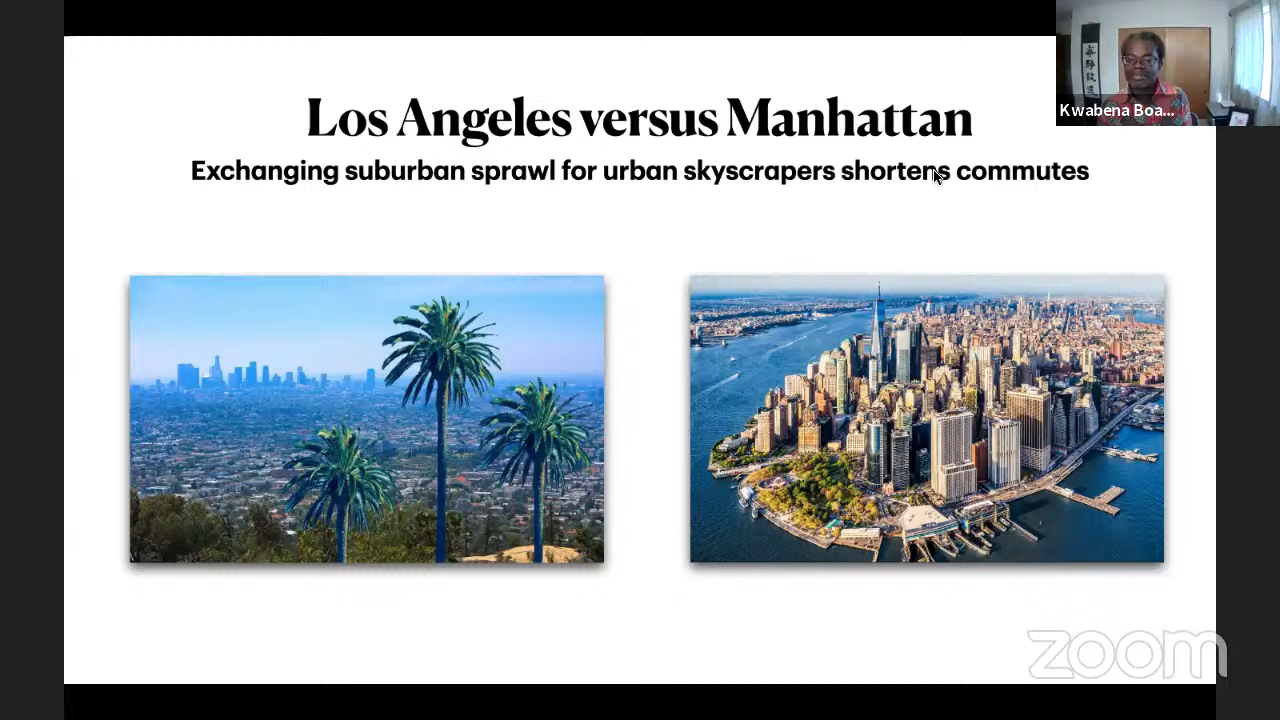 Los Angeles versus Manhattan
Exchanging suburban sprawl for urban skyscrapers shortens commutes
Kwabena Boa...
zoom